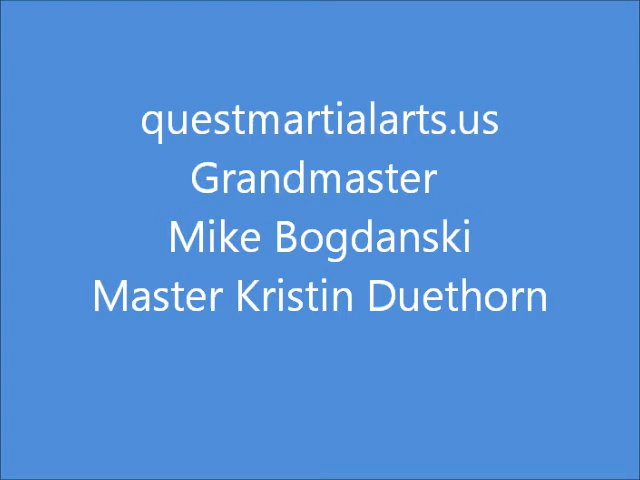 questmartialarts.us
Grandmaster
Mike Bogdanski
Master Kristin Duethorn